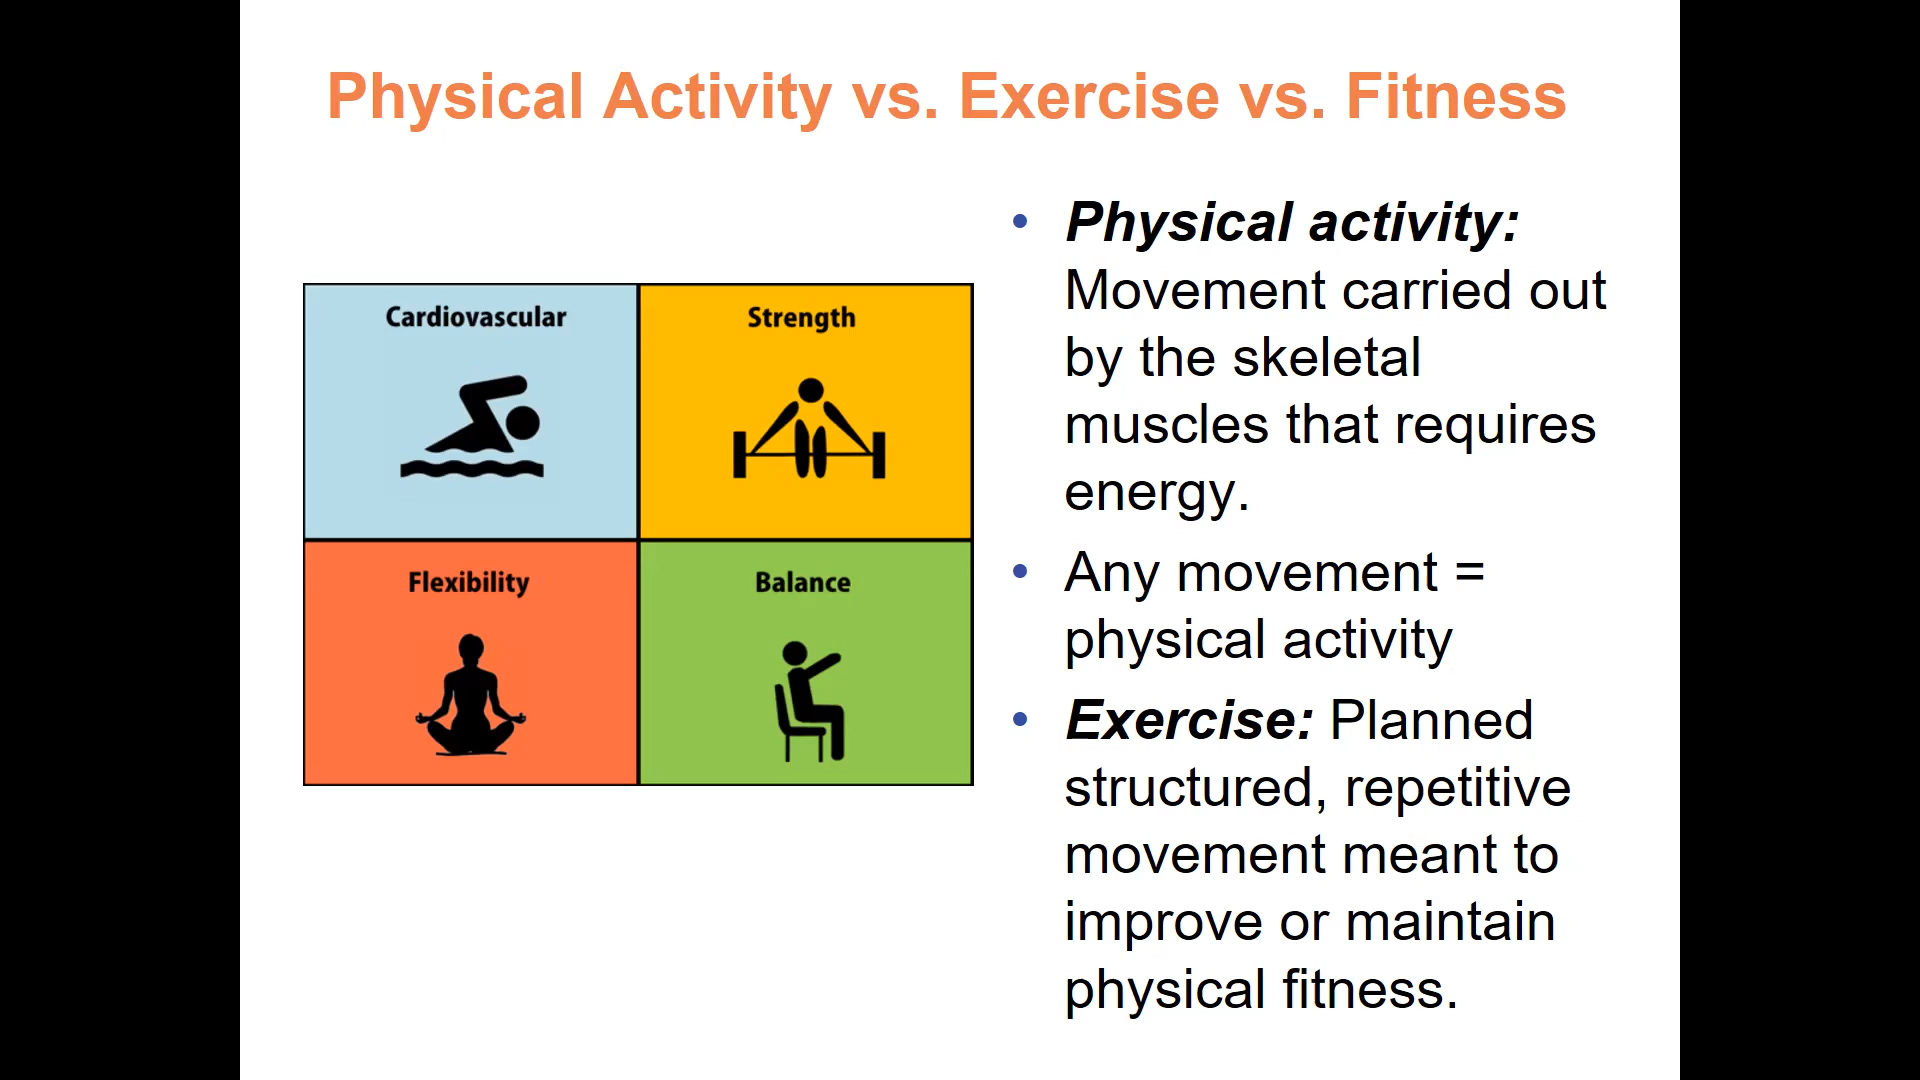 Physical Activity vs. Exercise vs. Fitness
Cardiovascular
Strength
Flexibility
Balance
• Physical activity:
Movement carried out
by the skeletal
muscles that requires
energy.
• Any movement =
physical activity
• Exercise: Planned
structured, repetitive
movement meant to
improve or maintain
physical fitness.